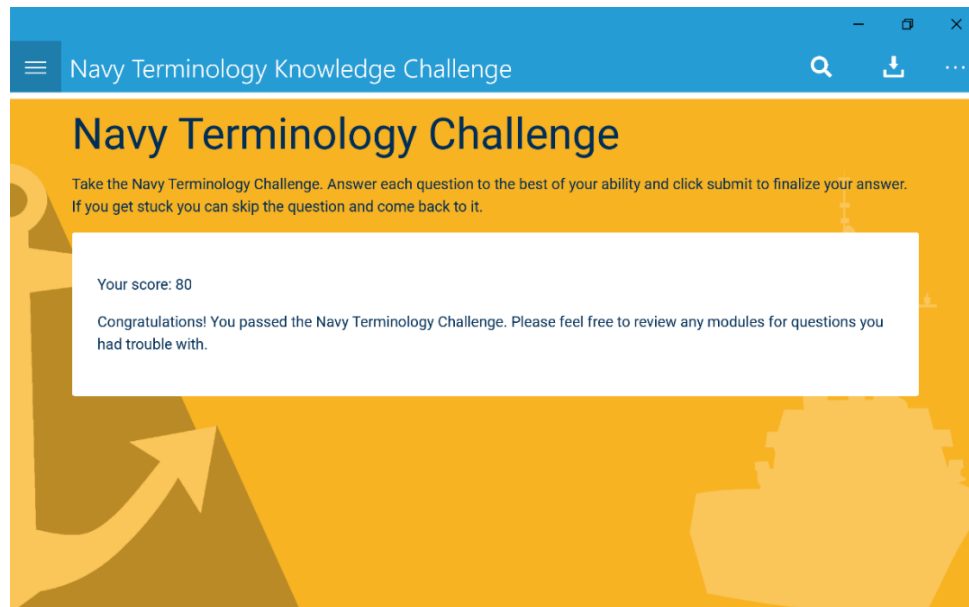 Navy Terminology Knowledge Challenge
Navy Terminology Challenge
Take the Navy Terminology Challenge. Answer each question to the best of your ability and click submit to finalize your answer.
If you get stuck you can skip the question and come back to it.
Your score: 80
Congratulations! You passed the Navy Terminology Challenge. Please feel free to review any modules for questions you
had trouble with.